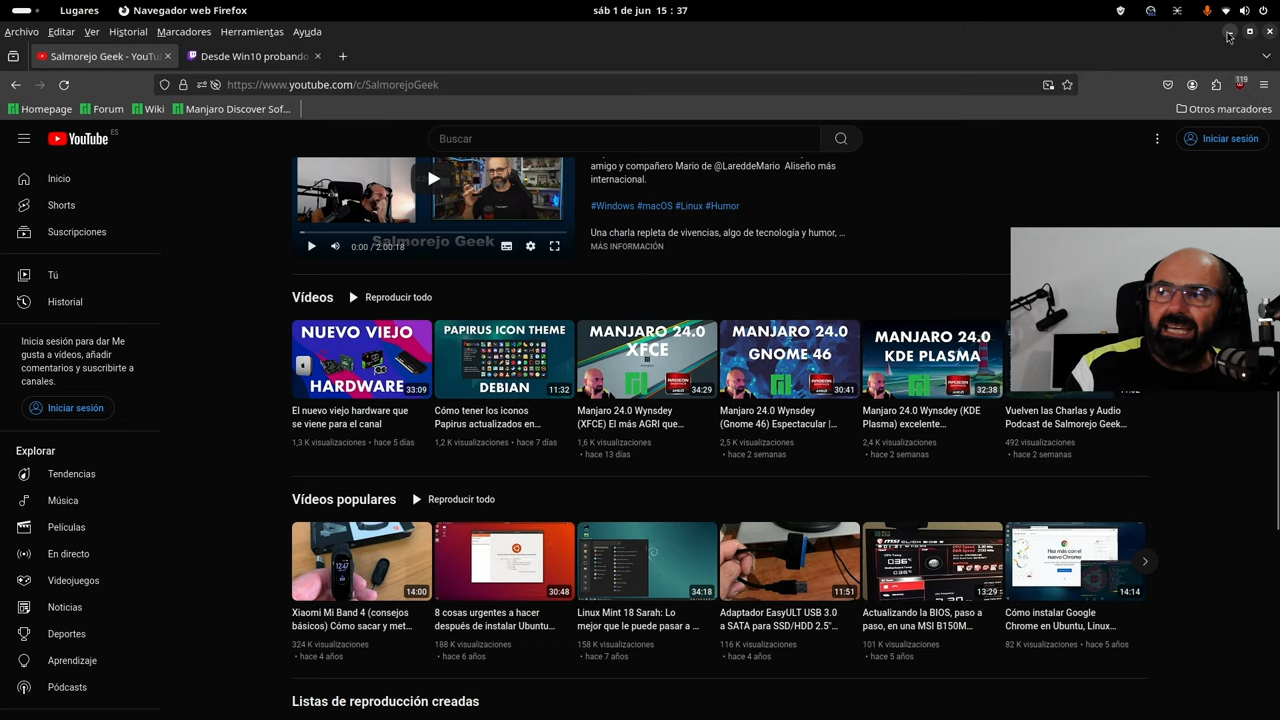 Lugares
Navegador web Firefox
sáb 1 de jun 15 : 37
Archivo Editar Ver Historial Marcadores Herramientas Ayuda
Salmorejo Geek - YouTu
Desde Win10 probando
https://www.youtube.com/c/SalmorejoGeek
119
Homepage Forum Wiki Manjaro Discover Sof...
Otros marcadores
YouTube ES
Buscar
Iniciar sesión
Inicio
Shorts
Suscripciones
Tú
Historial
Inicia sesión para dar Me
gusta a vídeos, añadir
comentarios y suscribirte a
canales.
Iniciar sesión
Explorar
Tendencias
Música
Películas
En directo
Videojuegos
Noticias
Deportes
Aprendizaje
Pódcasts
Salmorejo Geek
0:00 / 2:00:18
amigo y compañero Mario de @LareddeMario Aliseño más
internacional.
#Windows #macOS #Linux #Humor
Una charla repleta de vivencias, algo de tecnología y humor, ...
MÁS INFORMACIÓN
Vídeos
Reproducir todo
NUEVO VIEJO
HARDWARE
33:09
El nuevo viejo hardware que
se viene para el canal
1,3 K visualizaciones • hace 5 días
PAPIRUS ICON THEME
DEBIAN
11:32
Cómo tener los iconos
Papirus actualizados en...
1,2 K visualizaciones • hace 7 días
MANJARO 24.0
XFCE
34:29
Manjaro 24.0 Wynsdey
(XFCE) El más AGRI que...
1,6 K visualizaciones
• hace 13 días
MANJARO 24.0
GNOME 46
30:41
Manjaro 24.0 Wynsdey
(Gnome 46) Espectacular |...
2,5 K visualizaciones
• hace 2 semanas
MANJARO 24.0
KDE PLASMA
32:38
Manjaro 24.0 Wynsdey (KDE
Plasma) excelente...
2,4 K visualizaciones
• hace 2 semanas
Vuelven las Charlas y Audio
Podcast de Salmorejo Geek...
492 visualizaciones
• hace 2 semanas
Vídeos populares
Reproducir todo
14:00
Xiaomi Mi Band 4 (consejos
básicos) Cómo sacar y met...
324 K visualizaciones
• hace 4 años
30:48
8 cosas urgentes a hacer
después de instalar Ubuntu...
188 K visualizaciones
• hace 6 años
34:18
Linux Mint 18 Sarah: Lo
mejor que le puede pasar a ...
158 K visualizaciones
• hace 7 años
11:51
Adaptador EasyULT USB 3.0
a SATA para SSD/HDD 2.5"...
116 K visualizaciones
• hace 4 años
13:29
Actualizando la BIOS, paso a
paso, en una MSI B150M...
101 K visualizaciones
• hace 5 años
Haz más con el
nuevo Chrome
14:14
Cómo instalar Google
Chrome en Ubuntu, Linux...
82 K visualizaciones • hace 5 años
Listas de reproducción creadas